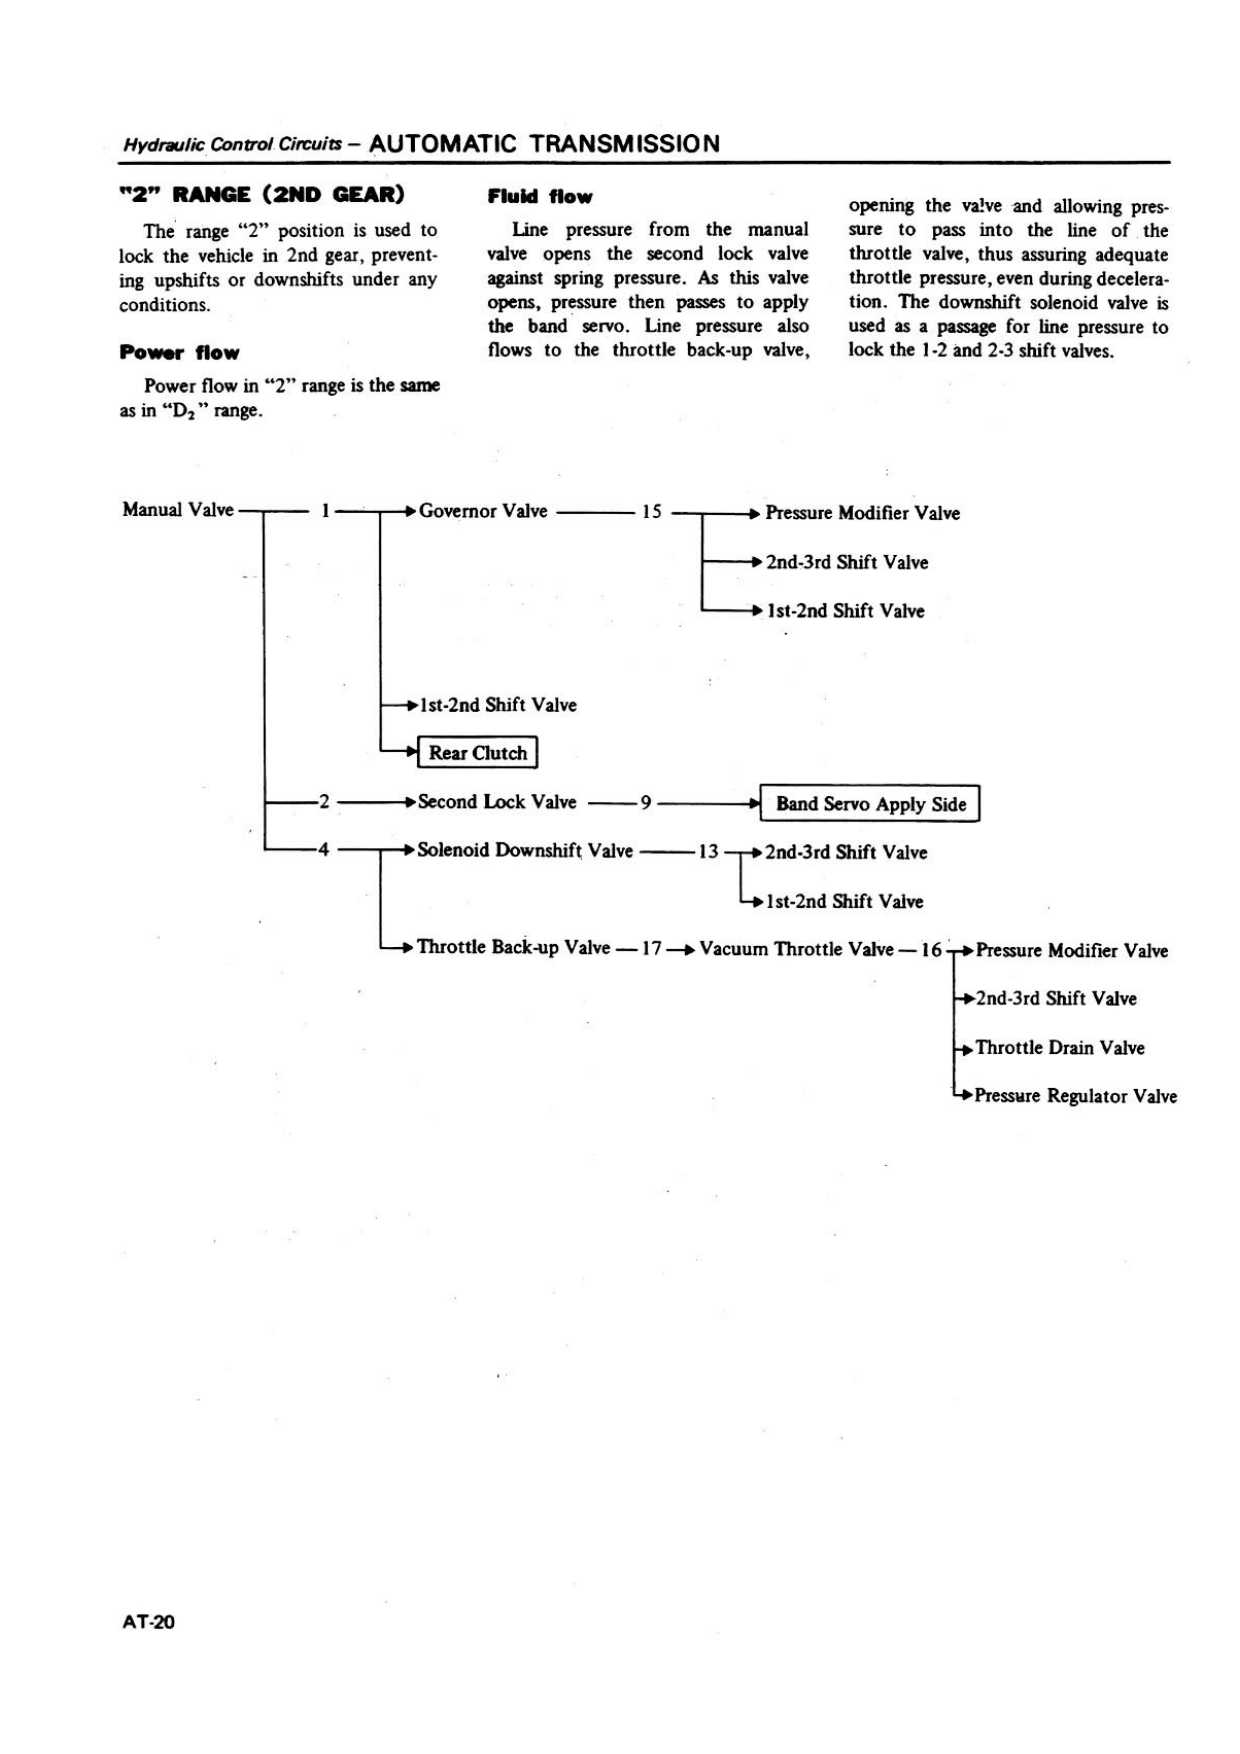 Hydraulic Control Circuits – AUTOMATIC TRANSMISSION
"2" RANGE (2ND GEAR)
The range “2” position is used to
lock the vehicle in 2nd gear, prevent-
ing upshifts or downshifts under any
conditions.
Power flow
Power flow in “2” range is the same
as in “D₂” range.
Fluid flow
Line pressure from the manual
valve opens the second lock valve
against spring pressure. As this valve
opens, pressure then passes to apply
the band servo. Line pressure also
flows to the throttle back-up valve,
opening the valve and allowing pres-
sure to pass into the line of the
throttle valve, thus assuring adequate
throttle pressure, even during decelera-
tion. The downshift solenoid valve is
used as a passage for line pressure to
lock the 1-2 and 2-3 shift valves.
Manual Valve 1 Governor Valve 15 Pressure Modifier Valve
2nd-3rd Shift Valve
1st-2nd Shift Valve
1st-2nd Shift Valve
Rear Clutch
2 Second Lock Valve 9 Band Servo Apply Side
4 Solenoid Downshift Valve 13 2nd-3rd Shift Valve
1st-2nd Shift Valve
Throttle Back-up Valve 17 Vacuum Throttle Valve 16 Pressure Modifier Valve
2nd-3rd Shift Valve
Throttle Drain Valve
Pressure Regulator Valve
AT-20